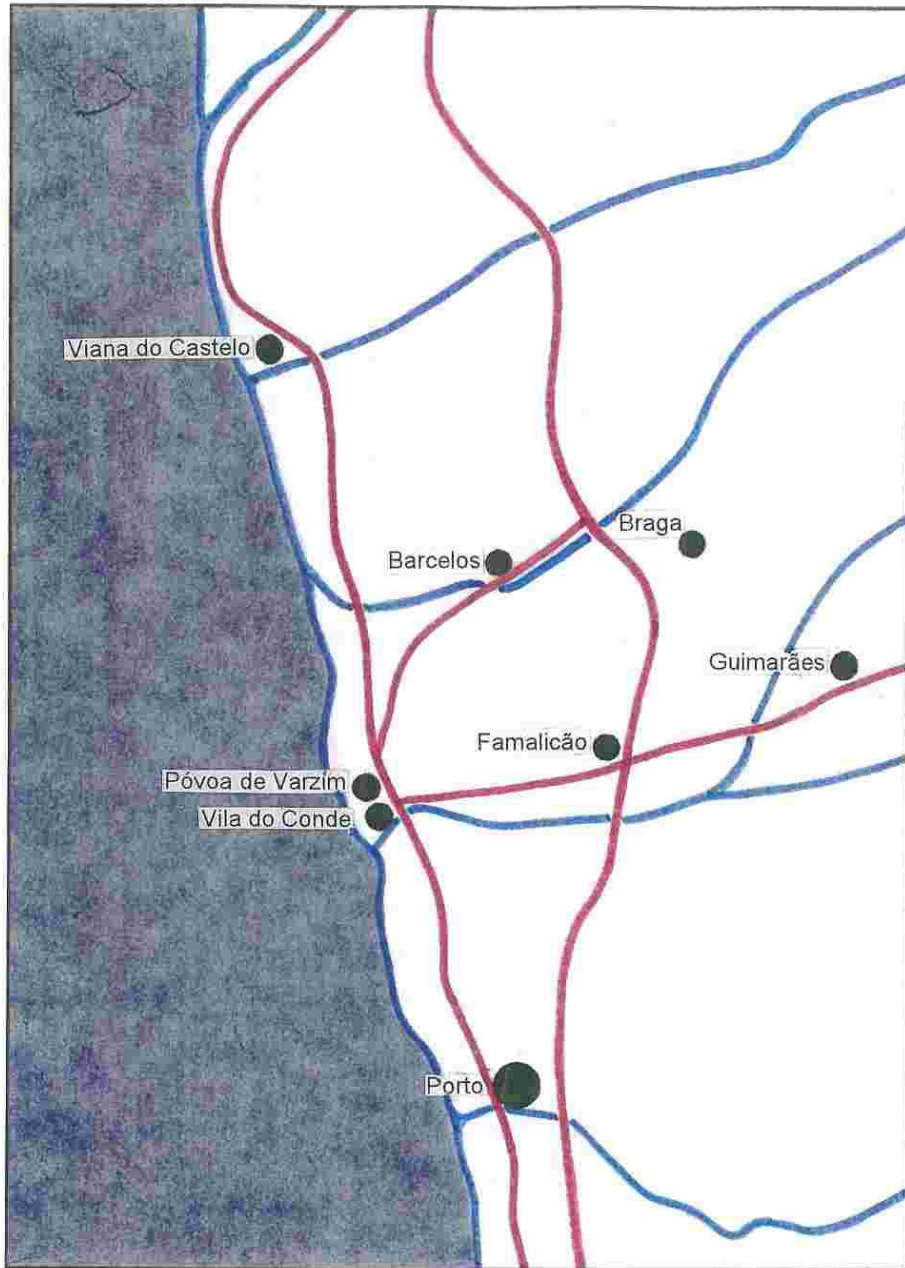 Viana do Castelo
Braga
Barcelos
Guimarães
Famalicão
Póvoa de Varzim
Vila do Conde
Porto